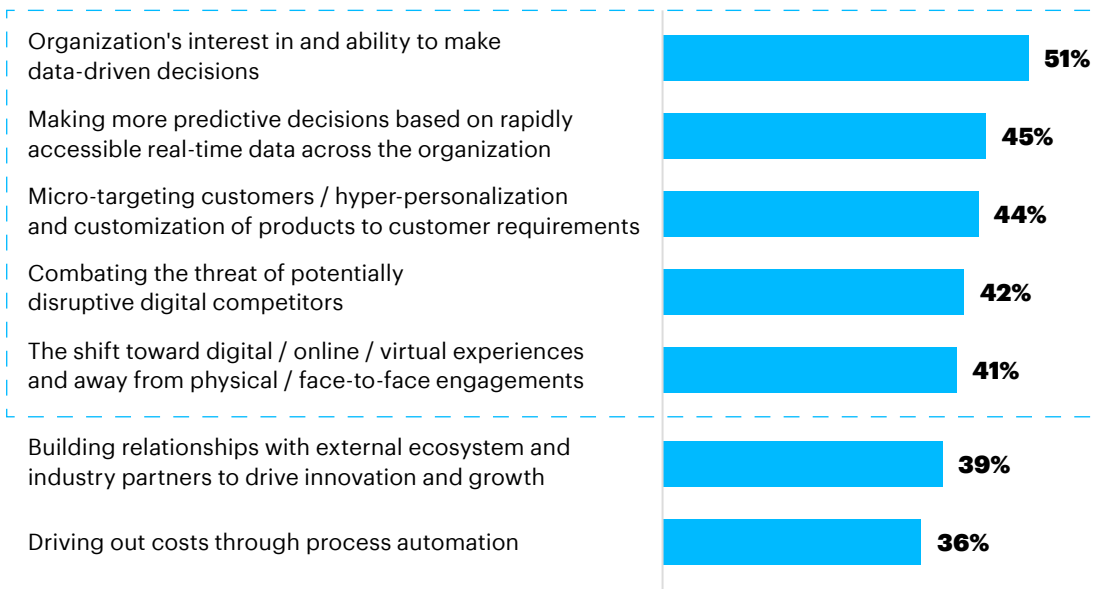 Organization's interest in and ability to make
data-driven decisions
51%
Making more predictive decisions based on rapidly
accessible real-time data across the organization
45%
Micro-targeting customers / hyper-personalization
and customization of products to customer requirements
44%
Combating the threat of potentially
disruptive digital competitors
42%
The shift toward digital / online / virtual experiences
and away from physical / face-to-face engagements
41%
Building relationships with external ecosystem and
industry partners to drive innovation and growth
39%
Driving out costs through process automation
36%